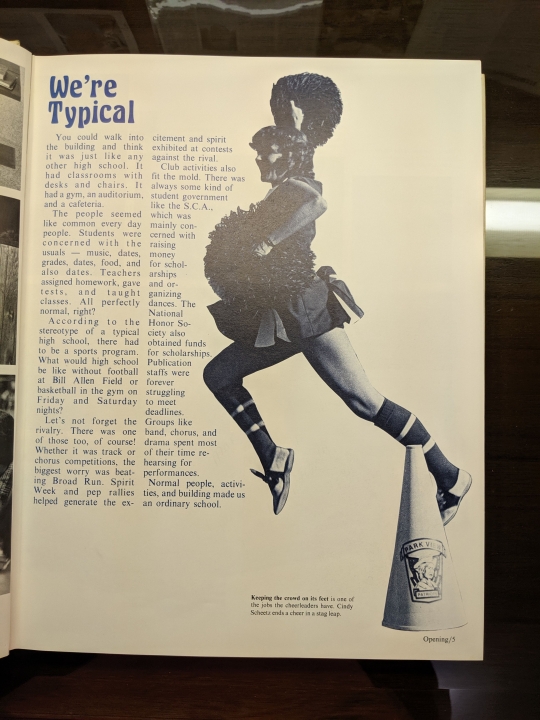 We're
Typical
You could walk into
the building and think
it was just like any
other high school. It
had classrooms with
desks and chairs. It
had a gym, an auditorium,
and a cafeteria.
The people seemed
like common every day
people. Students were
concerned with the
usuals — music, dates,
grades, dates, food, and
also dates. Teachers
assigned homework, gave
tests, and taught
classes. All perfectly
normal, right?
According to the
stereotype of a typical
high school, there had
to be a sports program.
What would high school
be like without football
at Bill Allen Field or
basketball in the gym on
Friday and Saturday
nights?
Let's not forget the
rivalry. There was one
of those too, of course!
Whether it was track or
chorus competitions, the
biggest worry was beat-
ing Broad Run. Spirit
Week and pep rallies
helped generate the ex-
citement and spirit
exhibited at contests
against the rival.
Club activities also
fit the mold. There was
always some kind of
student government
like the S.C.A.,
which was
mainly con-
cerned with
raising
money
for schol-
arships
and or-
ganizing
dances. The
National
Honor So-
ciety also
obtained funds
for scholarships.
Publication
staffs were
forever
struggling
to meet
deadlines.
Groups like
band, chorus, and
drama spent most
of their time re-
hearsing for
performances.
Normal people, activi-
ties, and building made us
an ordinary school.
PARK VIEW
PATRIOTS
Keeping the crowd on its feet is one of
the jobs the cheerleaders have. Cindy
Scheetz ends a cheer in a stag leap.
Opening/5